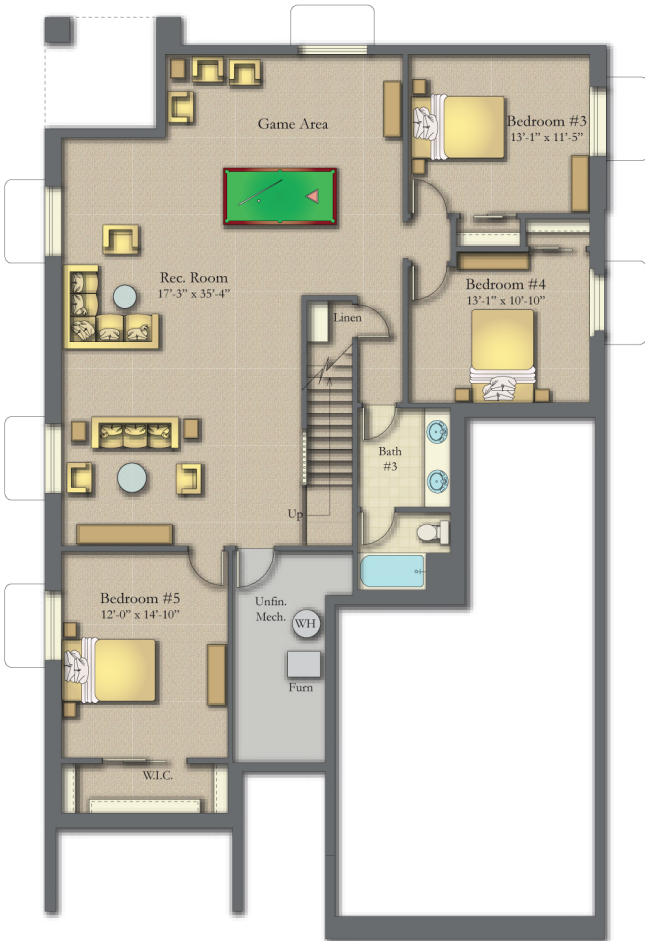 Game Area
Bedroom #3
13'-1" x 11'-5"
Rec. Room
17'-3" x 35'-4"
Bedroom #4
13'-1" x 10'-10"
Linen
Bath
#3
Up
Bedroom #5
12'-0" x 14'-10"
Unfin.
Mech.
WH
Furn
W.I.C.